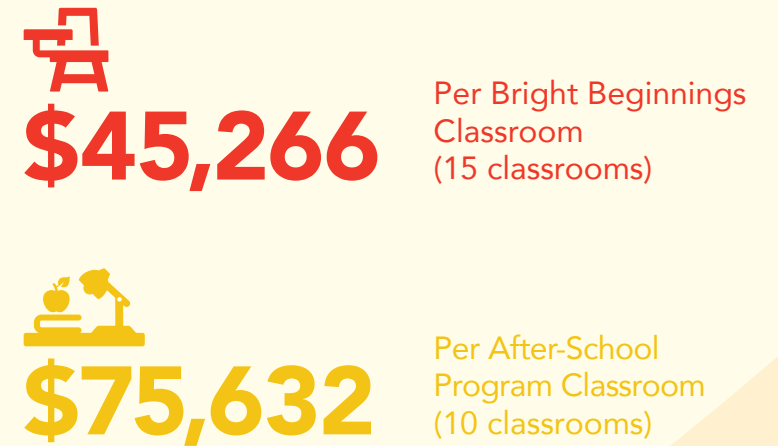 $45,266
Per Bright Beginnings
Classroom
(15 classrooms)
$75,632
Per After-School
Program Classroom
(10 classrooms)